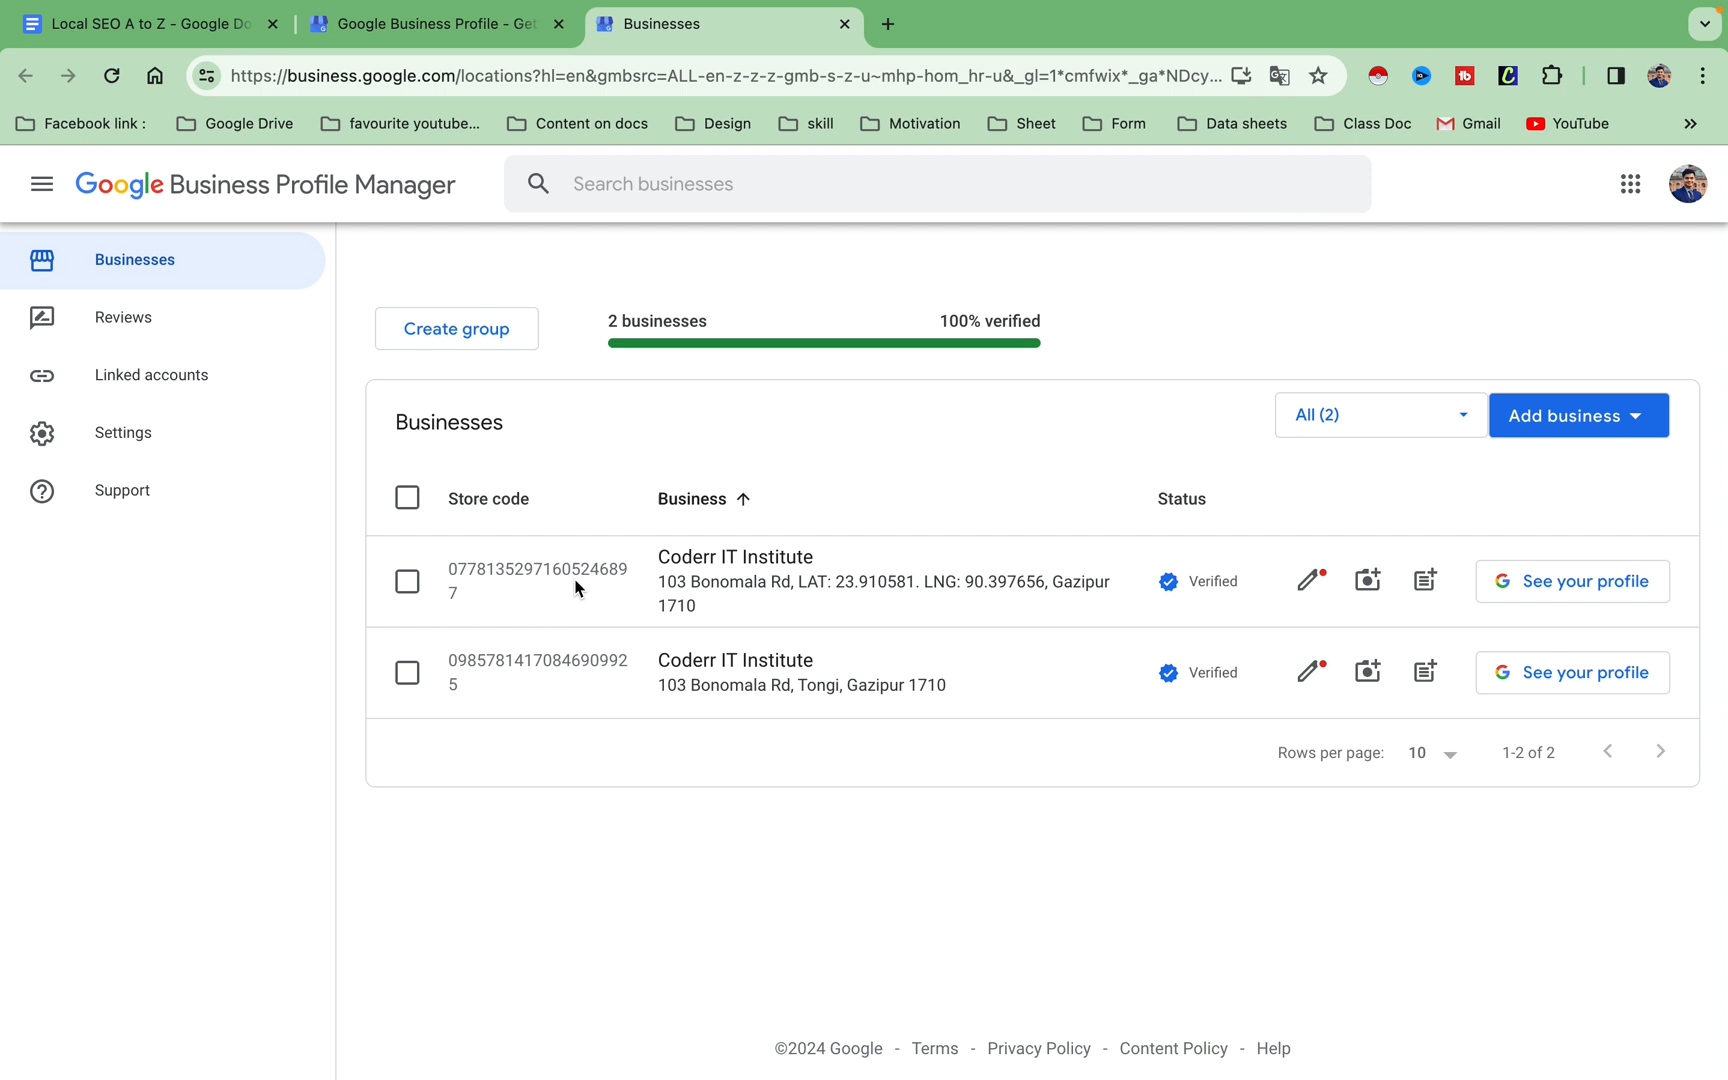 Local SEO A to Z - Google Do
Google Business Profile - Get
Businesses
https://business.google.com/locations?hl=en&gmbsrc=ALL-en-z-z-z-gmb-s-z-u~mhp-hom_hr-u&_gl=1*cmfwix*_ga*NDcy...
Facebook link :
Google Drive
favourite youtube...
Content on docs
Design
skill
Motivation
Sheet
Form
Data sheets
Class Doc
Gmail
YouTube
Google Business Profile Manager
Search businesses
Businesses
Reviews
Linked accounts
Settings
Support
Create group
2 businesses
100% verified
Businesses
All (2)
Add business
Store code
Business
Status
0778135297160524689
7
Coderr IT Institute
103 Bonomala Rd, LAT: 23.910581. LNG: 90.397656, Gazipur
1710
Verified
See your profile
0985781417084690992
5
Coderr IT Institute
103 Bonomala Rd, Tongi, Gazipur 1710
Verified
See your profile
Rows per page: 10
1-2 of 2
©2024 Google - Terms - Privacy Policy - Content Policy - Help